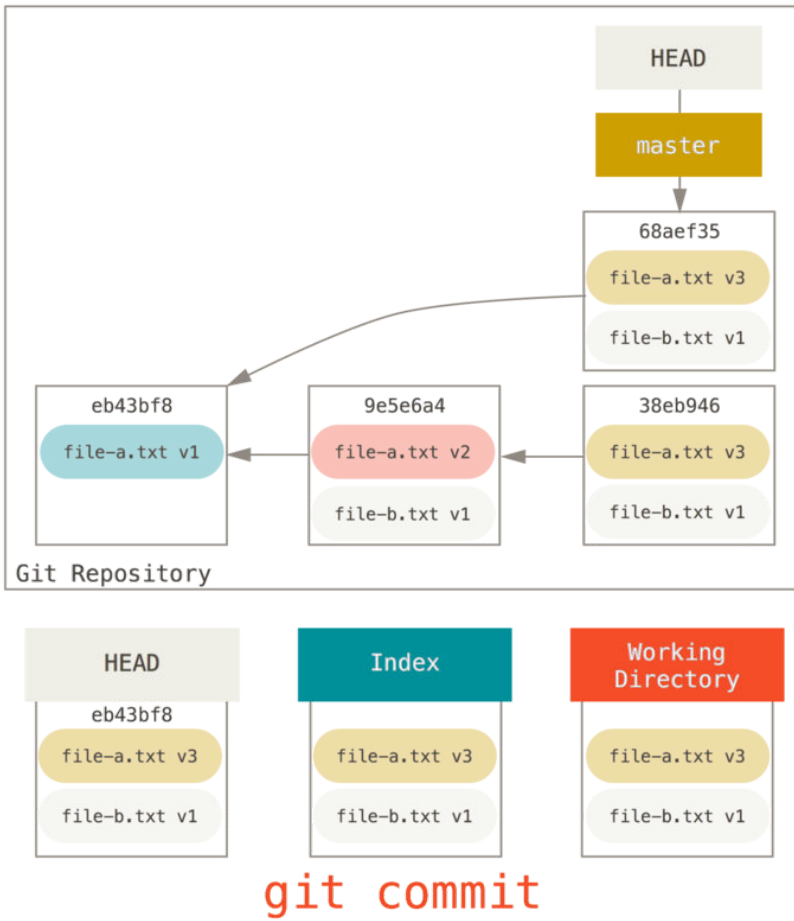 HEAD
master
68aef35
file-a.txt v3
file-b.txt v1
eb43bf8
file-a.txt v1
9e5e6a4
file-a.txt v2
file-b.txt v1
38eb946
file-a.txt v3
file-b.txt v1
Git Repository
HEAD
eb43bf8
file-a.txt v3
file-b.txt v1
Index
file-a.txt v3
file-b.txt v1
Working
Directory
file-a.txt v3
file-b.txt v1
git commit